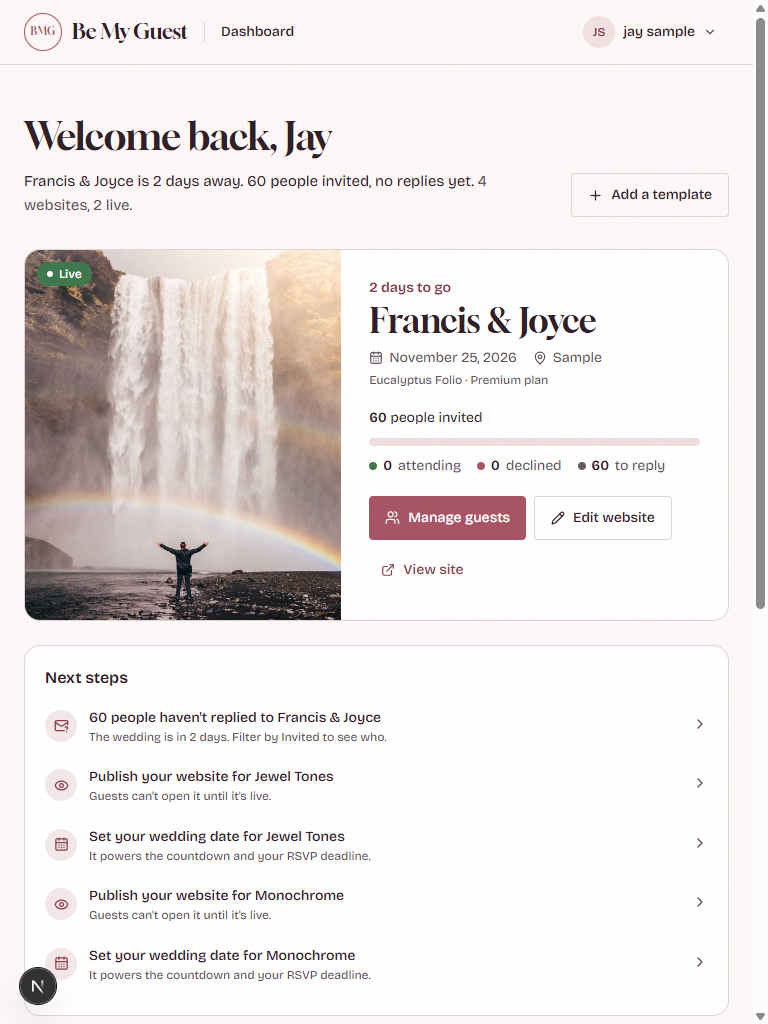 BMG Be My Guest Dashboard JS jay sample
Welcome back, Jay
Francis & Joyce is 2 days away. 60 people invited, no replies yet. 4
websites, 2 live.
Add a template
Live
2 days to go
Francis & Joyce
November 25, 2026 Sample
Eucalyptus Folio · Premium plan
60 people invited
0 attending 0 declined 60 to reply
Manage guests Edit website
View site
Next steps
60 people haven't replied to Francis & Joyce
The wedding is in 2 days. Filter by Invited to see who.
Publish your website for Jewel Tones
Guests can't open it until it's live.
Set your wedding date for Jewel Tones
It powers the countdown and your RSVP deadline.
Publish your website for Monochrome
Guests can't open it until it's live.
Set your wedding date for Monochrome
It powers the countdown and your RSVP deadline.
N